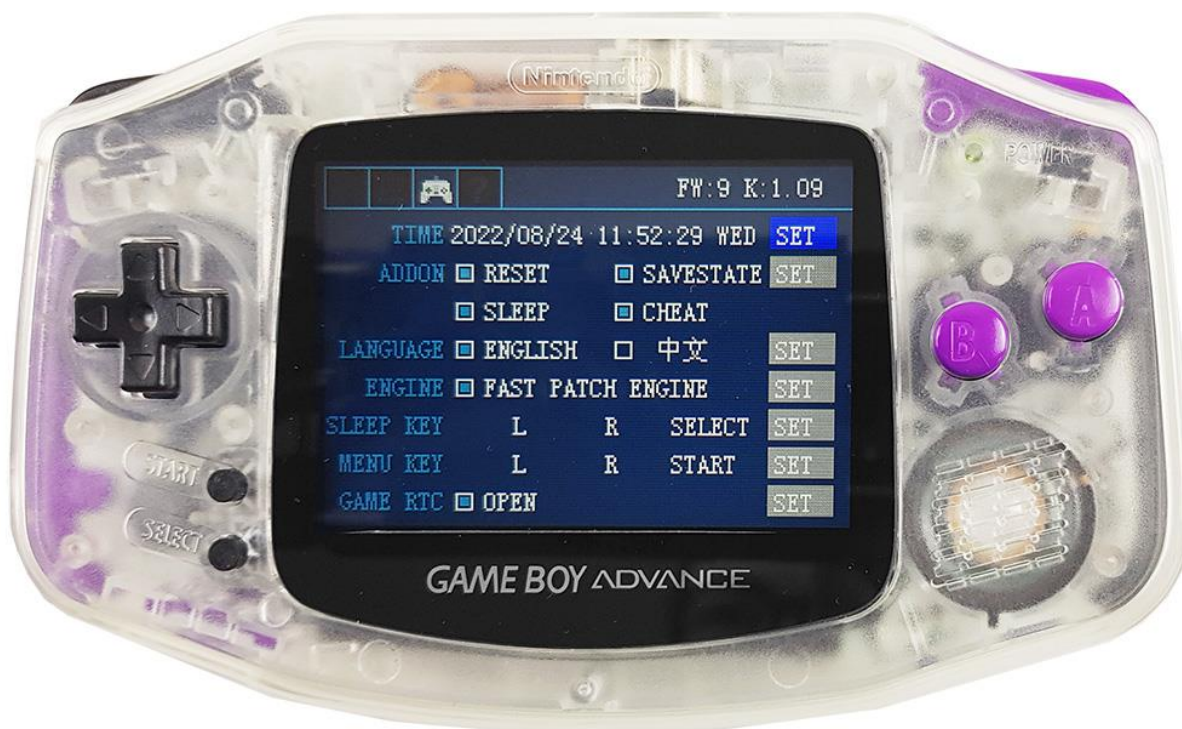 Nintendo
POWER
FW:9 K:1.09
TIME 2022/08/24 11:52:29 WED SET
ADDON RESET SAVESTATE SET
SLEEP CHEAT
LANGUAGE ENGLISH 中文 SET
ENGINE FAST PATCH ENGINE SET
SLEEP KEY L R SELECT SET
MENU KEY L R START SET
GAME RTC OPEN SET
A
B
START
SELECT
GAME BOY ADVANCE